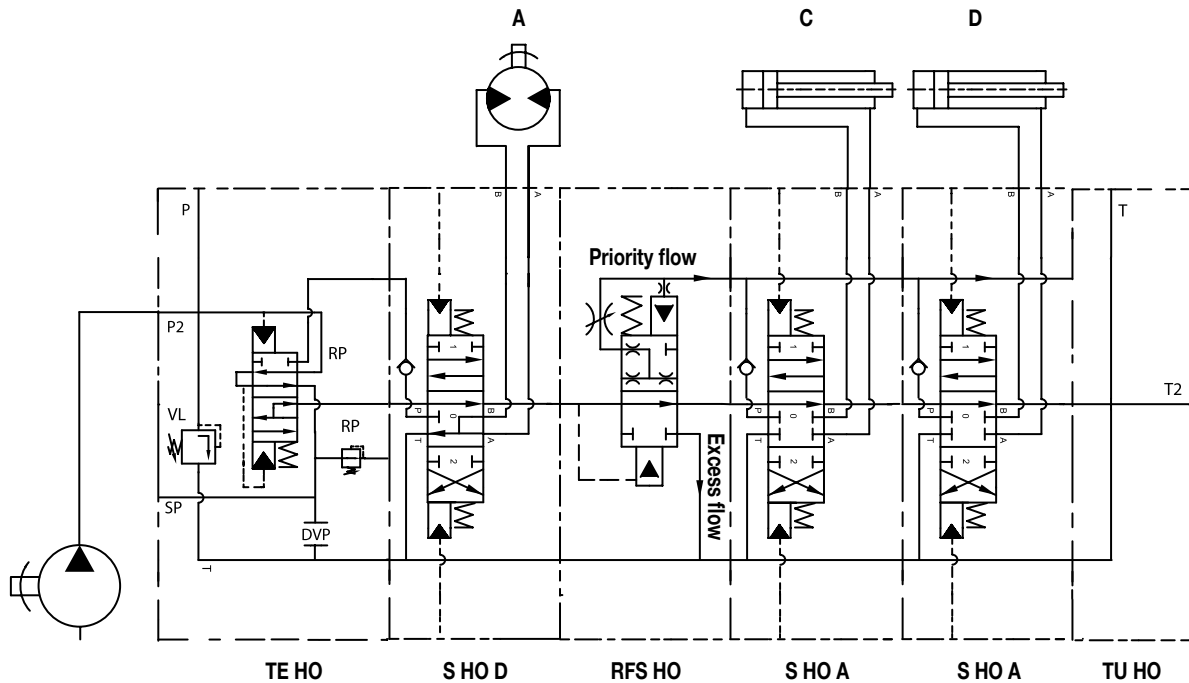 A
C
D
B
A
B
A
B
A
P
T
Priority flow
P2
RP
1
1
1
T2
VL
RP
P
0
B
P
0
B
P
0
B
T
A
T
A
T
A
2
2
2
SP
Excess flow
DVP
T
TE HO
S HO D
RFS HO
S HO A
S HO A
TU HO